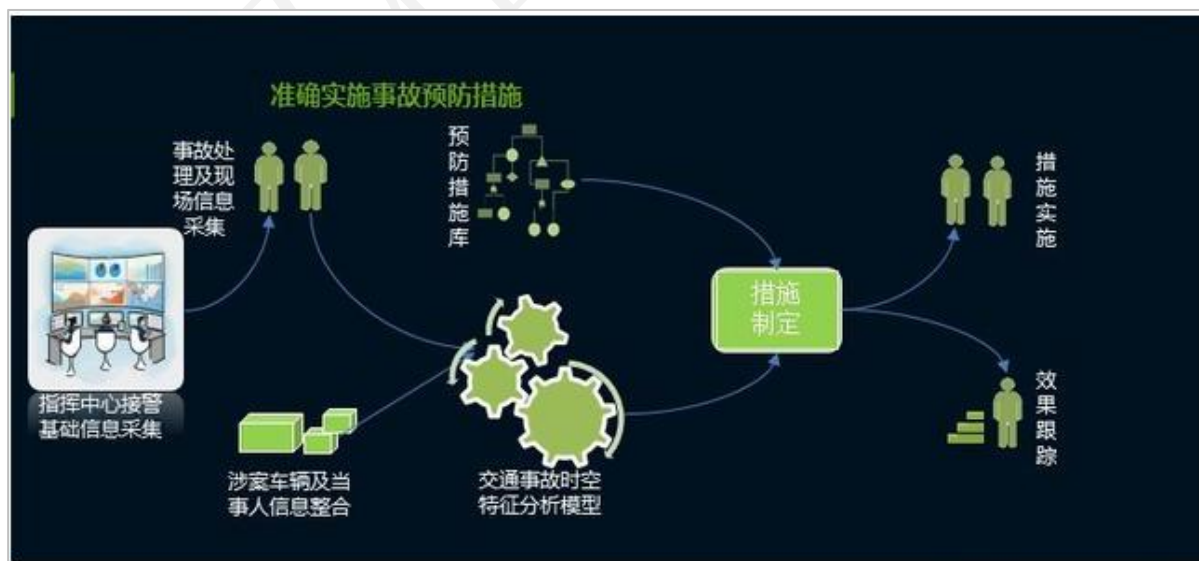 准确实施事故预防措施
事故处
理及现
场信息
采集
预防措施库
措施实施
指挥中心接警
基础信息采集
措施
制定
涉案车辆及当
事人信息整合
交通事故时空
特征分析模型
效果跟踪